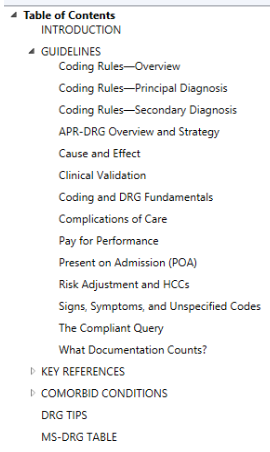 Table of Contents
INTRODUCTION
GUIDELINES
Coding Rules—Overview
Coding Rules—Principal Diagnosis
Coding Rules—Secondary Diagnosis
APR-DRG Overview and Strategy
Cause and Effect
Clinical Validation
Coding and DRG Fundamentals
Complications of Care
Pay for Performance
Present on Admission (POA)
Risk Adjustment and HCCs
Signs, Symptoms, and Unspecified Codes
The Compliant Query
What Documentation Counts?
KEY REFERENCES
COMORBID CONDITIONS
DRG TIPS
MS-DRG TABLE